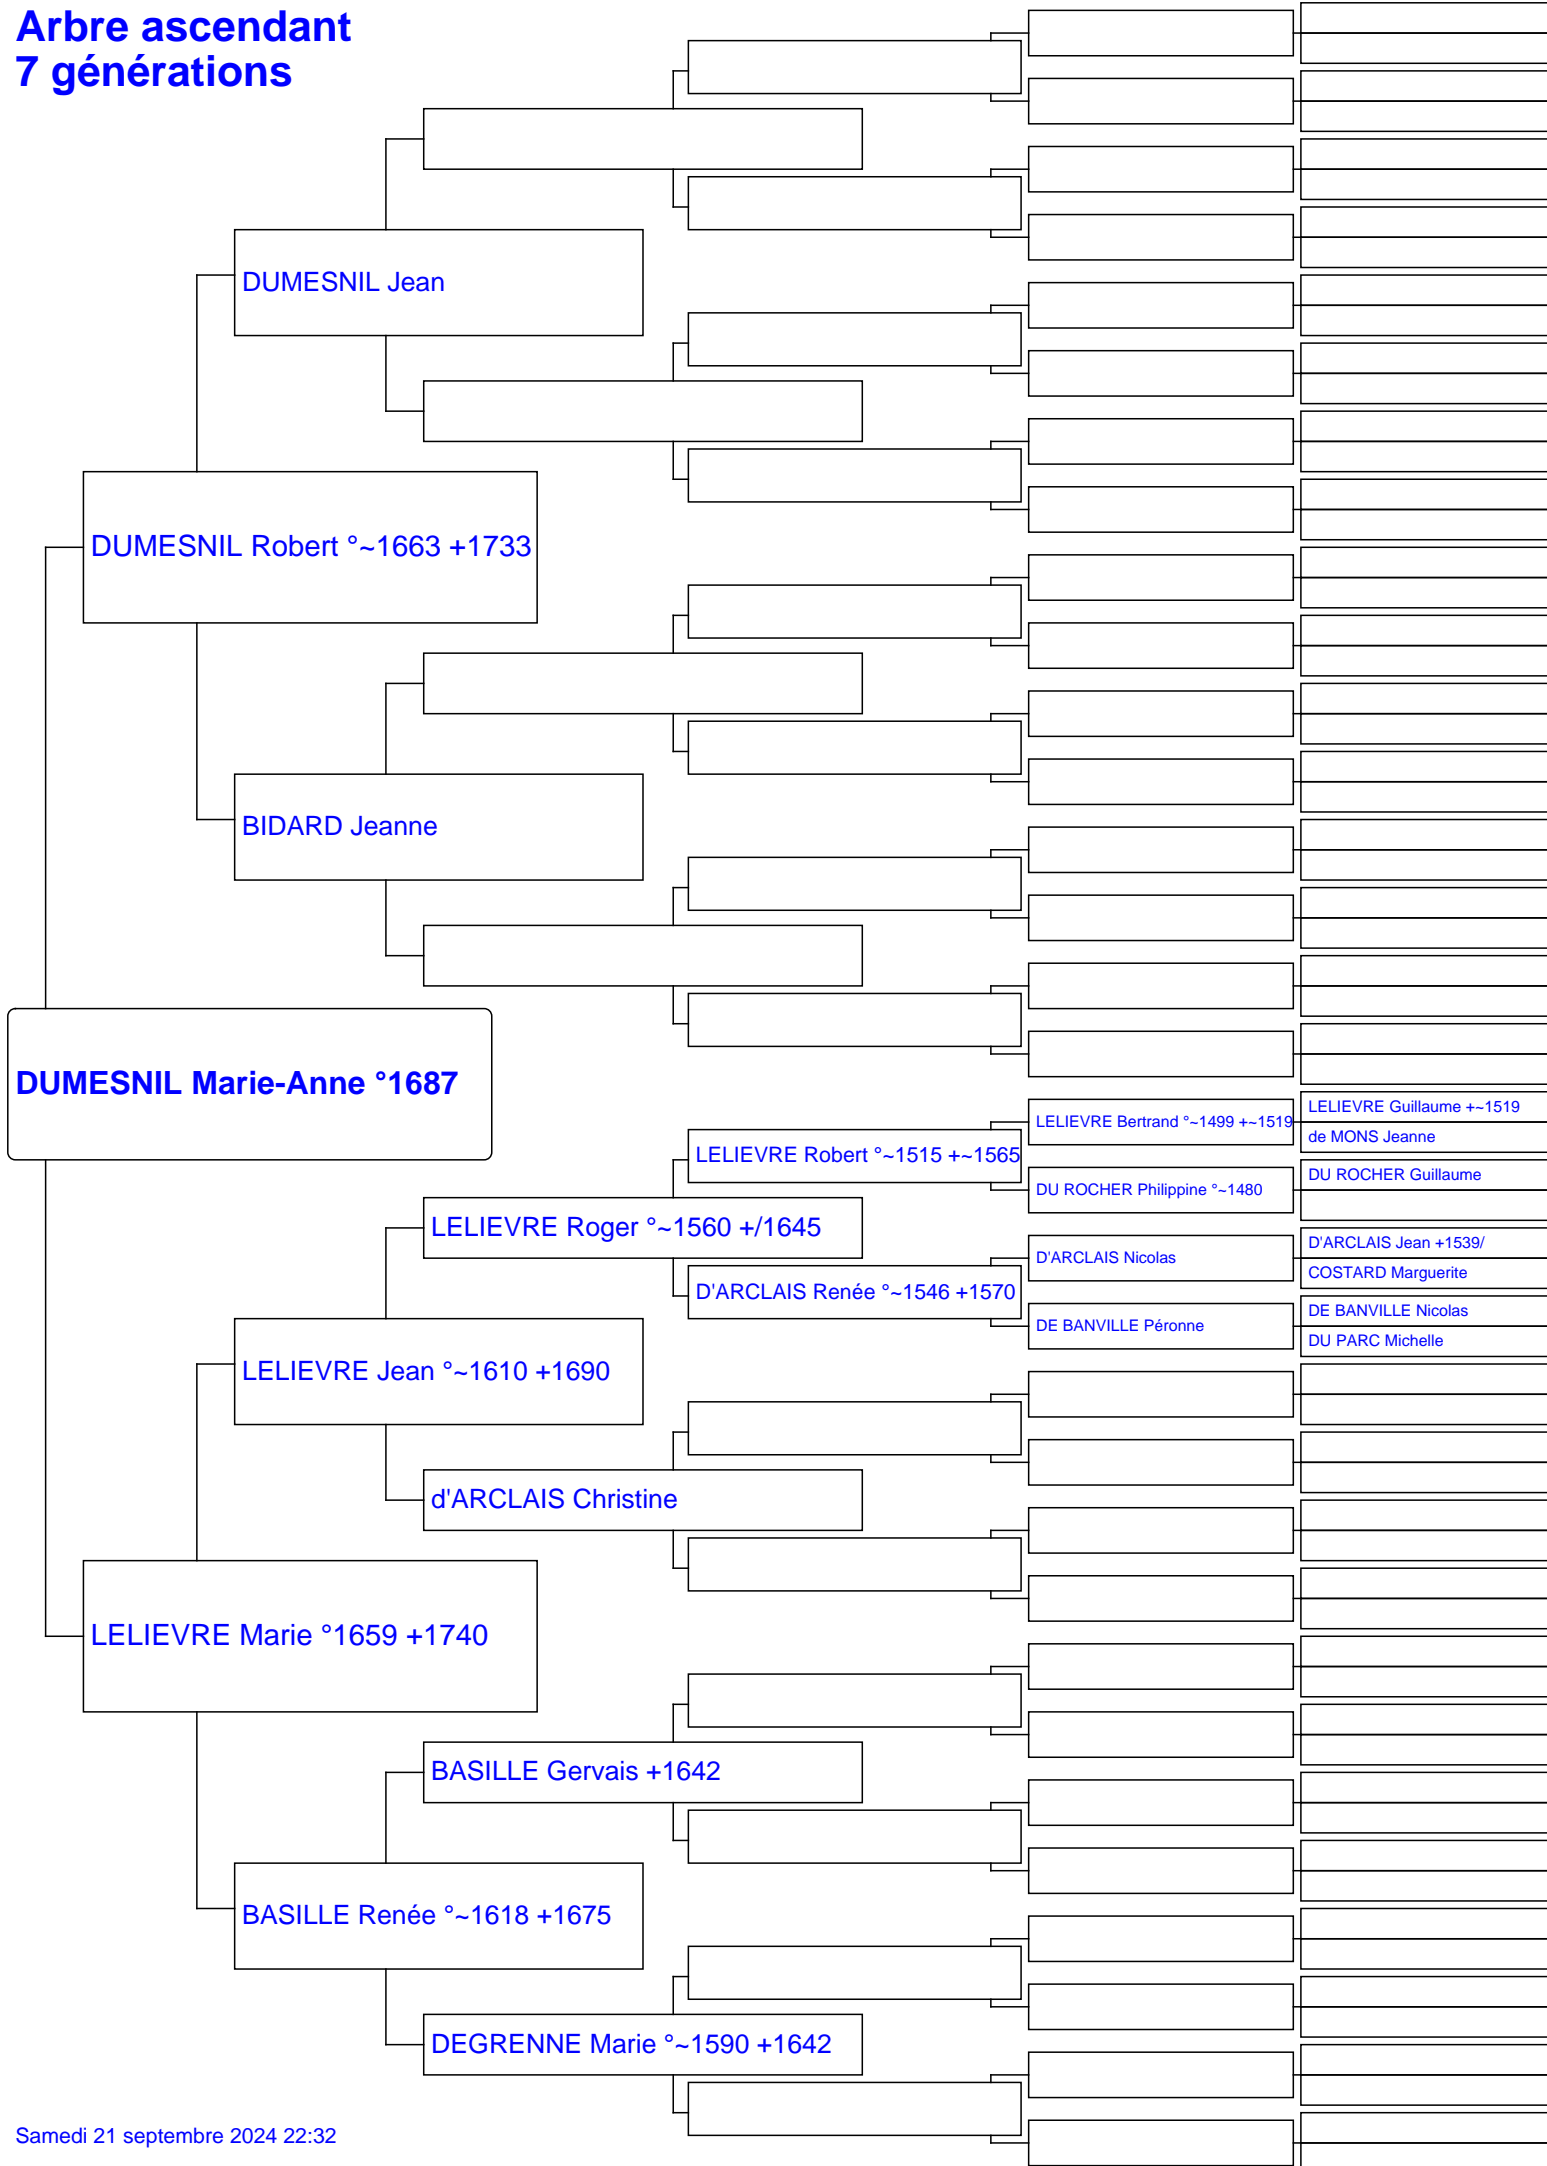 Arbre ascendant
7 générations
DUMESNIL Jean
DUMESNIL Robert °~1663 +1733
BIDARD Jeanne
DUMESNIL Marie-Anne °1687
LELIEVRE Guillaume +~1519
LELIEVRE Bertrand °~1499 +~1519
de MONS Jeanne
LELIEVRE Robert °~1515 +~1565
DU ROCHER Guillaume
DU ROCHER Philippine °~1480
LELIEVRE Roger °~1560 +/1645
D'ARCLAIS Jean +1539/
D'ARCLAIS Nicolas
COSTARD Marguerite
D'ARCLAIS Renée °~1546 +1570
DE BANVILLE Nicolas
DE BANVILLE Péronne
DU PARC Michelle
LELIEVRE Jean °~1610 +1690
d'ARCLAIS Christine
LELIEVRE Marie °1659 +1740
BASILLE Gervais +1642
BASILLE Renée °~1618 +1675
DEGRENNE Marie °~1590 +1642
Samedi 21 septembre 2024 22:32